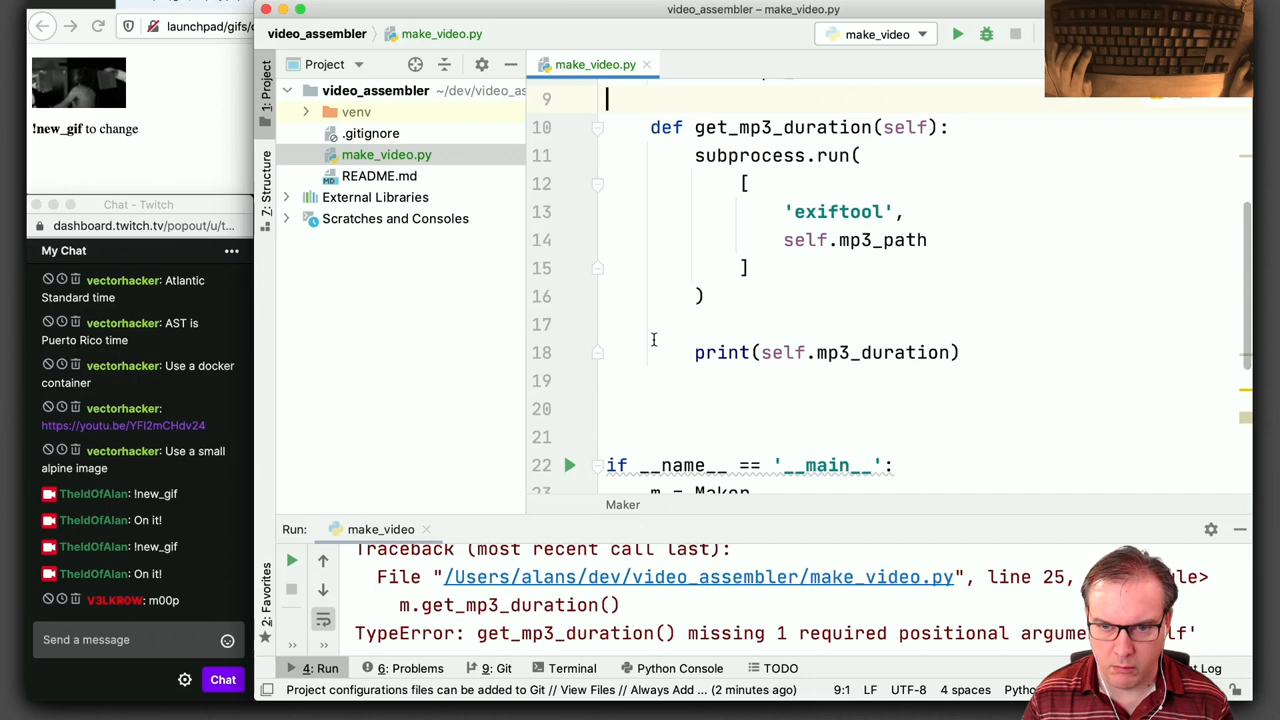 launchpad/gifs/c
!new_gif to change
Chat - Twitch
dashboard.twitch.tv/popout/u/t...
My Chat
vectorhacker: Atlantic
Standard time
vectorhacker: AST is
Puerto Rico time
vectorhacker: Use a docker
container
vectorhacker:
https://youtu.be/YFl2mCHdv24
vectorhacker: Use a small
alpine image
TheIdOfAlan: !new_gif
TheIdOfAlan: On it!
TheIdOfAlan: !new_gif
TheIdOfAlan: On it!
V3LKR0W: m00p
Send a message
Chat
video_assembler – make_video.py
video_assembler
make_video.py
make_video
Project
make_video.py
1: Project
7: Structure
2: Favorites
video_assembler ~/dev/video_as
venv
.gitignore
make_video.py
README.md
External Libraries
Scratches and Consoles
9
10 def get_mp3_duration(self):
11 subprocess.run(
12 [
13 'exiftool',
14 self.mp3_path
15 ]
16 )
17
18 print(self.mp3_duration)
19
20
21
22 if __name__ == '__main__':
23 m = Maker
Maker
Run: make_video
Traceback (most recent call last):
File "/Users/alans/dev/video_assembler/make_video.py", line 25,
m.get_mp3_duration()
TypeError: get_mp3_duration() missing 1 required positional
4: Run
6: Problems
9: Git
Terminal
Python Console
TODO
Log
Project configurations files can be added to Git // View Files // Always Add ... (2 minutes ago)
9:1 LF UTF-8 4 spaces